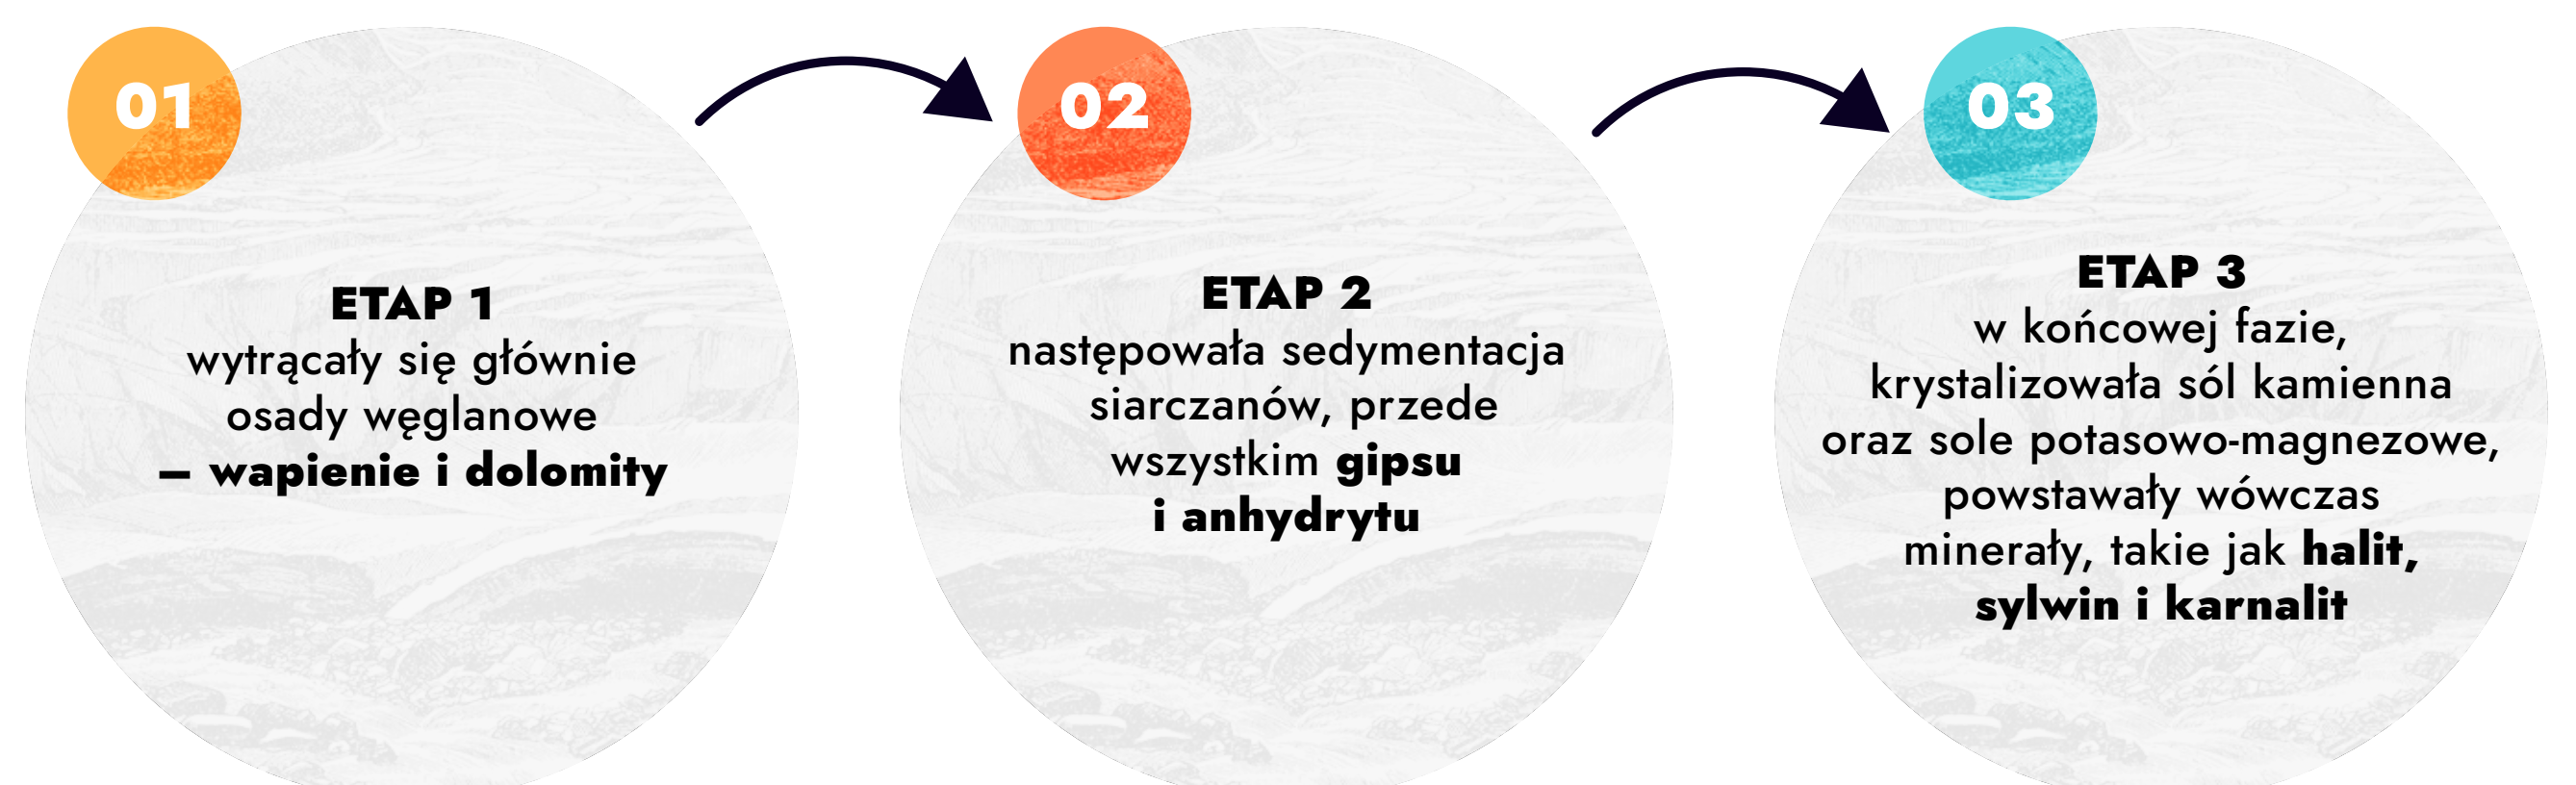 01
ETAP 1
wytrącały się głównie
osady węglanowe
– wapienie i dolomity
02
ETAP 2
następowała sedymentacja
siarczanów, przede
wszystkim gipsu
i anhydrytu
03
ETAP 3
w końcowej fazie,
krystalizowała sól kamienna
oraz sole potasowo-magnezowe,
powstawały wówczas
minerały, takie jak halit,
sylwin i karnalit